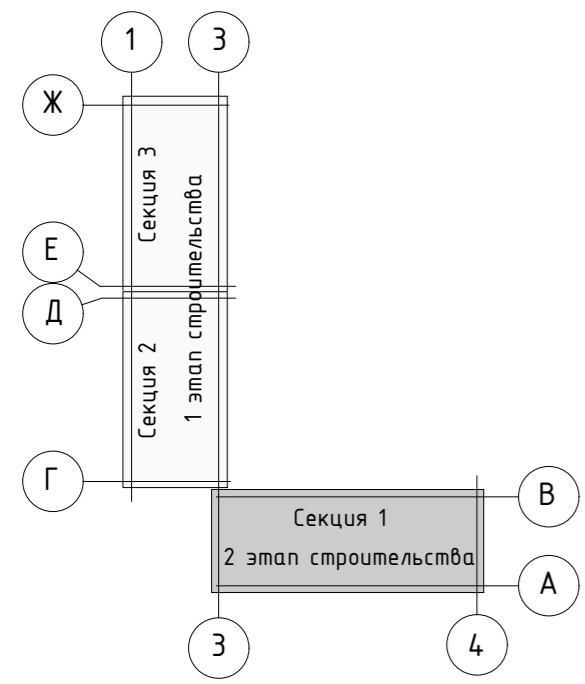 1
3
Ж
Секция 3
1 этап строительства
Е
Д
Секция 2
Г
В
Секция 1
2 этап строительства
А
3
4